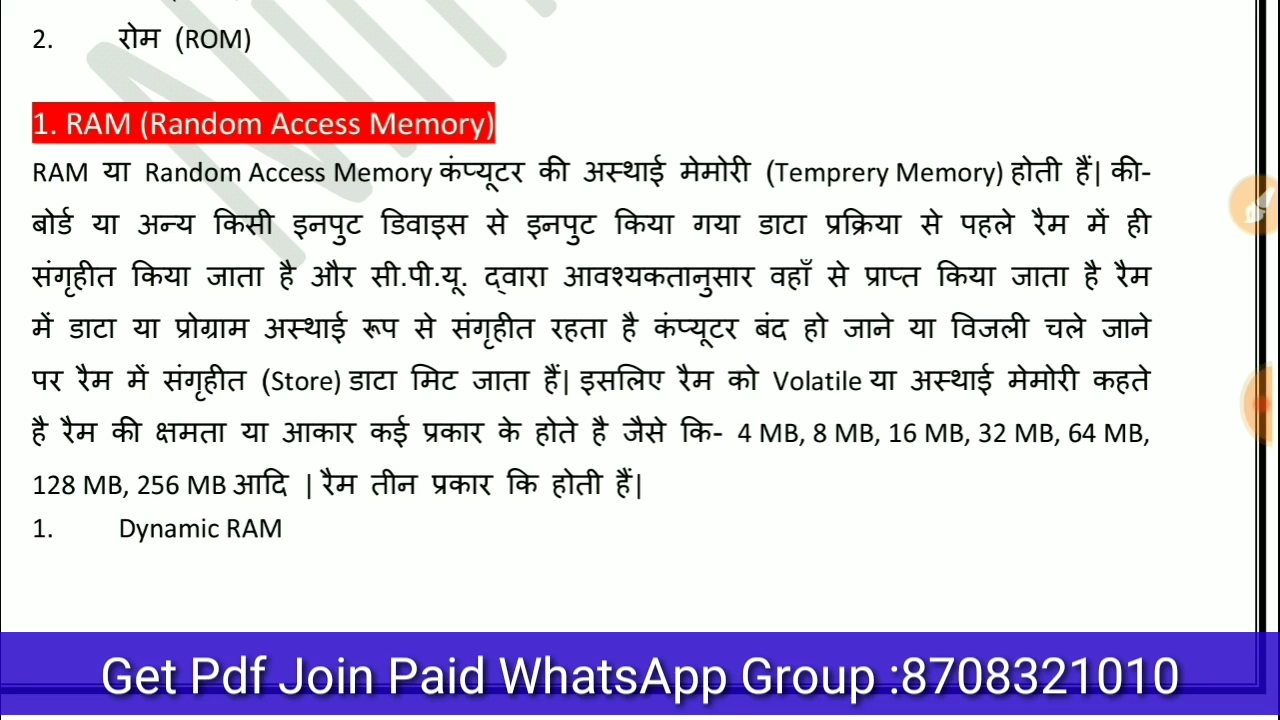 2. रोम (ROM)
1. RAM (Random Access Memory)
RAM या Random Access Memory कंप्यूटर की अस्थाई मेमोरी (Temprery Memory) होती हैं| की-
बोर्ड या अन्य किसी इनपुट डिवाइस से इनपुट किया गया डाटा प्रक्रिया से पहले रैम में ही
संगृहीत किया जाता है और सी.पी.यू. द्वारा आवश्यकतानुसार वहाँ से प्राप्त किया जाता है रैम
में डाटा या प्रोग्राम अस्थाई रूप से संगृहीत रहता है कंप्यूटर बंद हो जाने या विजली चले जाने
पर रैम में संगृहीत (Store) डाटा मिट जाता हैं| इसलिए रैम को Volatile या अस्थाई मेमोरी कहते
है रैम की क्षमता या आकार कई प्रकार के होते है जैसे कि- 4 MB, 8 MB, 16 MB, 32 MB, 64 MB,
128 MB, 256 MB आदि | रैम तीन प्रकार कि होती हैं|
1. Dynamic RAM
Get Pdf Join Paid WhatsApp Group :8708321010